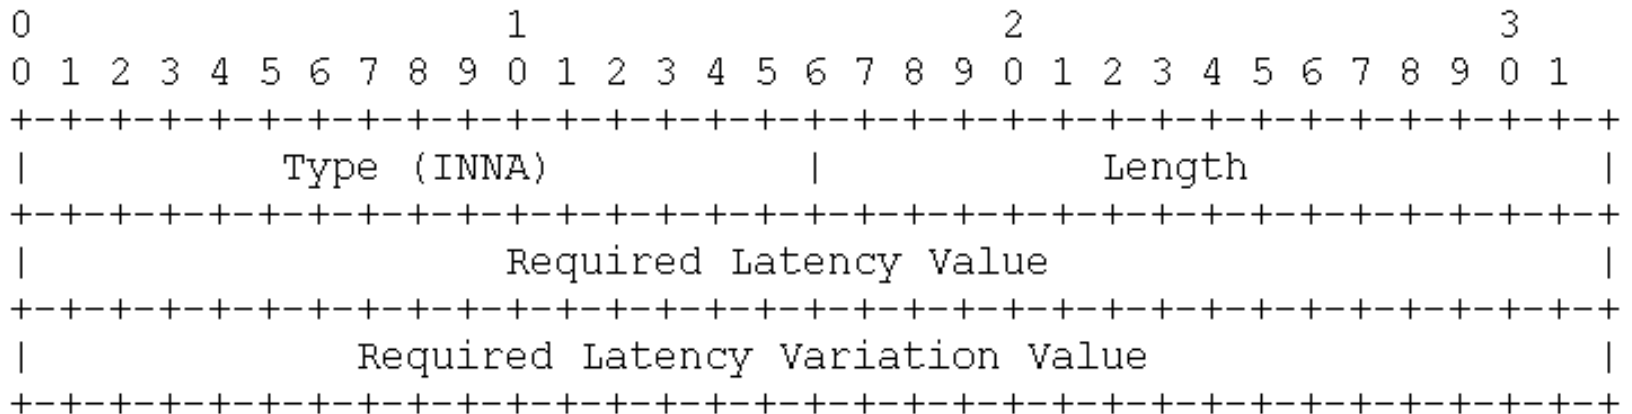 0                   1                   2                   3
0 1 2 3 4 5 6 7 8 9 0 1 2 3 4 5 6 7 8 9 0 1 2 3 4 5 6 7 8 9 0 1
+-+-+-+-+-+-+-+-+-+-+-+-+-+-+-+-+-+-+-+-+-+-+-+-+-+-+-+-+-+-+-+-+
|          Type (INNA)          |           Length              |
+-+-+-+-+-+-+-+-+-+-+-+-+-+-+-+-+-+-+-+-+-+-+-+-+-+-+-+-+-+-+-+-+
|                   Required Latency Value                      |
+-+-+-+-+-+-+-+-+-+-+-+-+-+-+-+-+-+-+-+-+-+-+-+-+-+-+-+-+-+-+-+-+
|             Required Latency Variation Value                  |
+-+-+-+-+-+-+-+-+-+-+-+-+-+-+-+-+-+-+-+-+-+-+-+-+-+-+-+-+-+-+-+-+